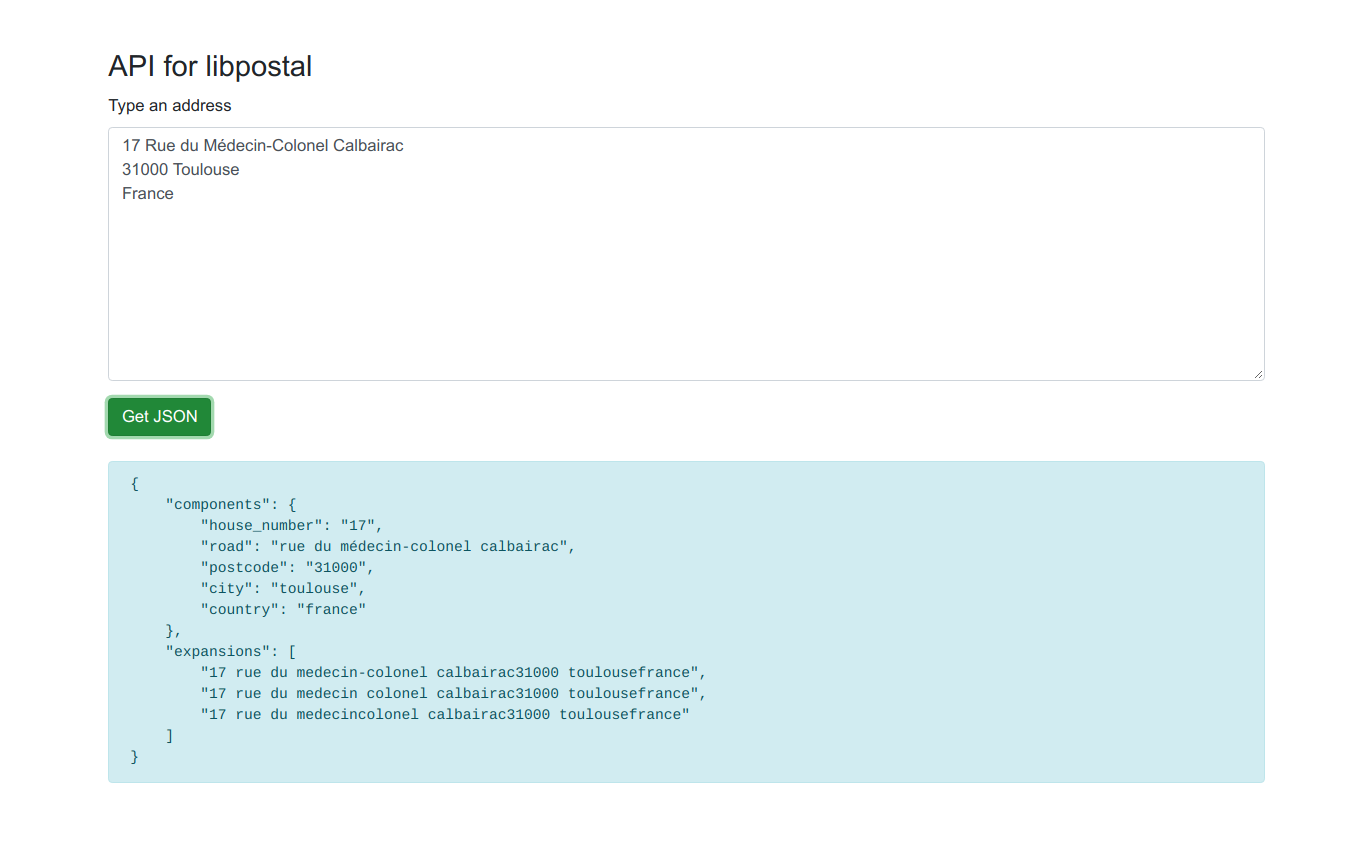 API for libpostal
Type an address
17 Rue du Médecin-Colonel Calbairac
31000 Toulouse
France
Get JSON
{
    "components": {
        "house_number": "17",
        "road": "rue du médecin-colonel calbairac",
        "postcode": "31000",
        "city": "toulouse",
        "country": "france"
    },
    "expansions": [
        "17 rue du medecin-colonel calbairac31000 toulousefrance",
        "17 rue du medecin colonel calbairac31000 toulousefrance",
        "17 rue du medecincolonel calbairac31000 toulousefrance"
    ]
}